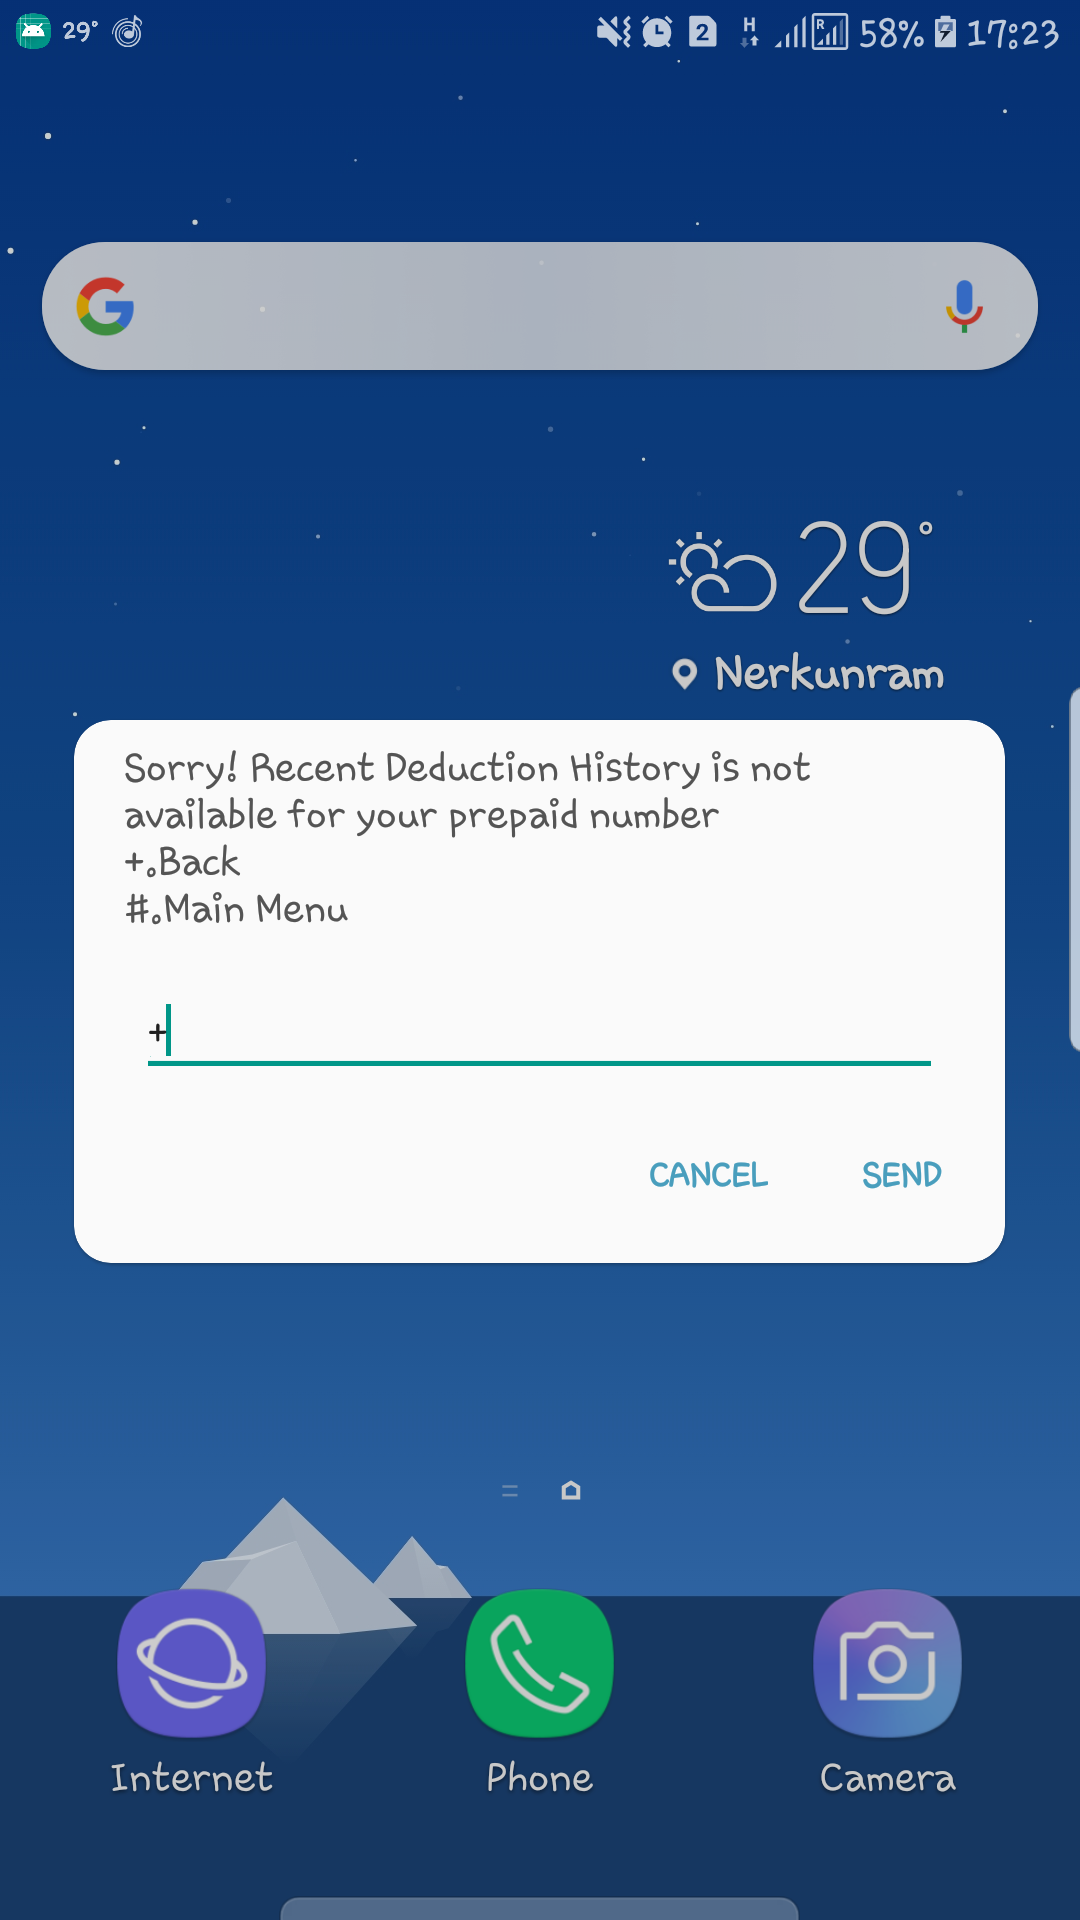 29°
2
H
R
58%
17:23
29°
Nerkunram
Sorry! Recent Deduction History is not
available for your prepaid number
+.Back
#.Main Menu
+
CANCEL
SEND
Internet
Phone
Camera